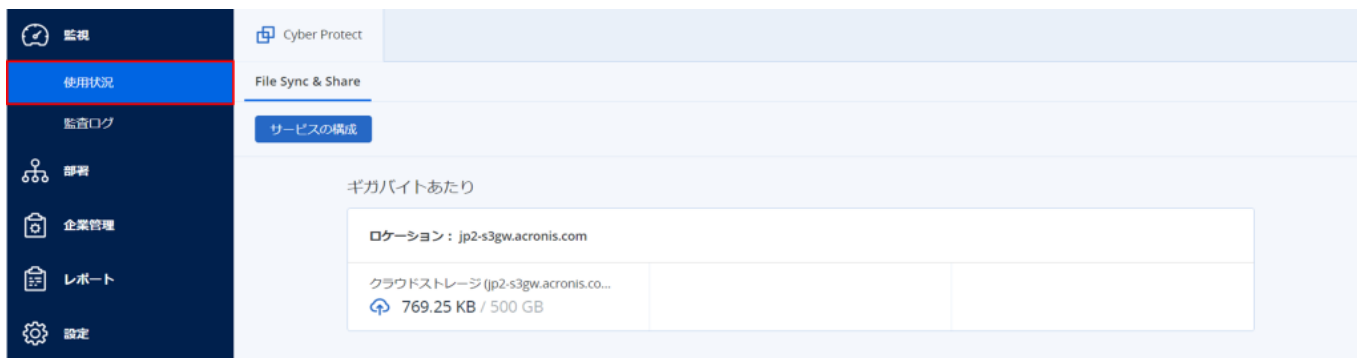 監視
使用状況
監査ログ
部署
企業管理
レポート
設定
Cyber Protect
File Sync & Share
サービスの構成
ギガバイトあたり
ロケーション： jp2-s3gw.acronis.com
クラウドストレージ (jp2-s3gw.acronis.co...
769.25 KB / 500 GB